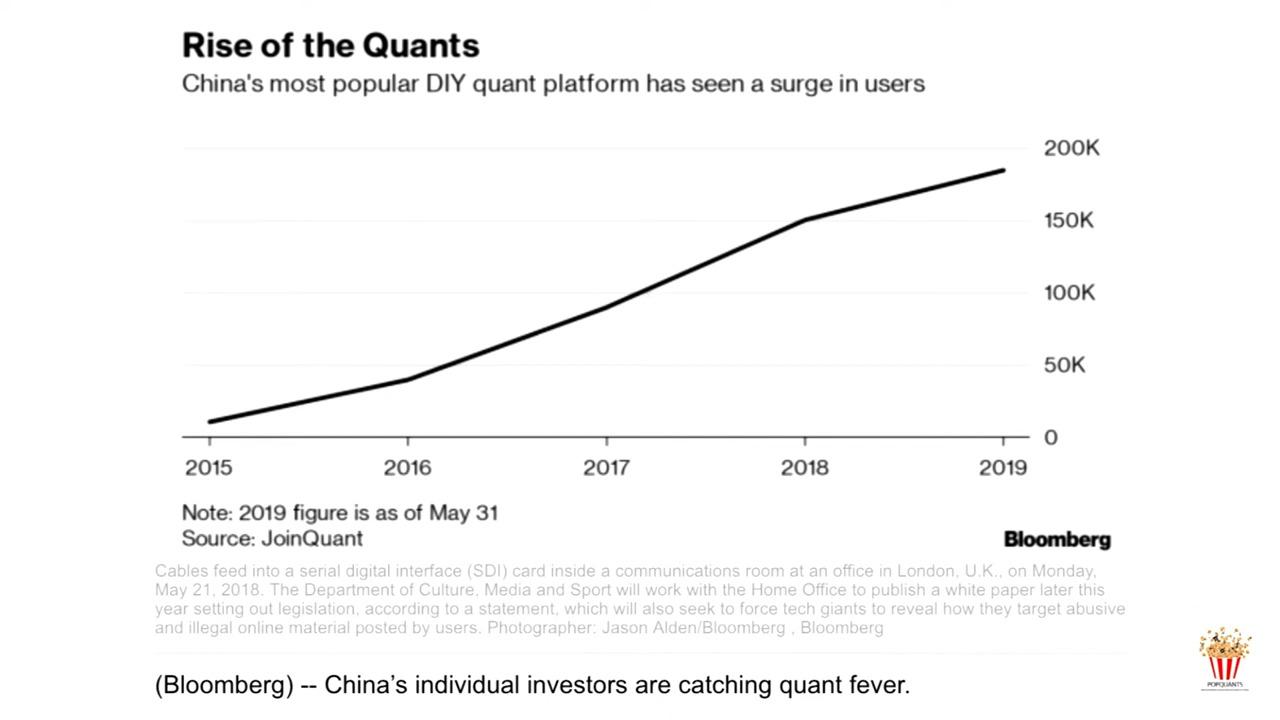 Rise of the Quants
China's most popular DIY quant platform has seen a surge in users
200K
150K
100K
50K
0
2015 2016 2017 2018 2019
Note: 2019 figure is as of May 31
Source: JoinQuant
Bloomberg
Cables feed into a serial digital interface (SDI) card inside a communications room at an office in London, U.K., on Monday,
May 21, 2018. The Department of Culture, Media and Sport will work with the Home Office to publish a white paper later this
year setting out legislation, according to a statement, which will also seek to force tech giants to reveal how they target abusive
and illegal online material posted by users. Photographer: Jason Alden/Bloomberg , Bloomberg
(Bloomberg) -- China’s individual investors are catching quant fever.
POPQUANTS